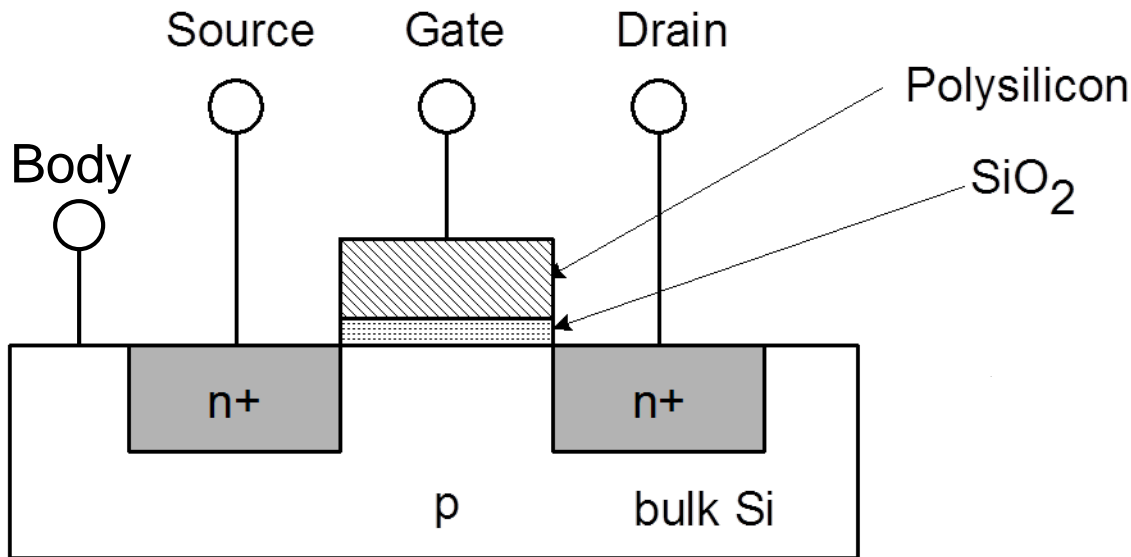 Source
Gate
Drain
Polysilicon
Body
SiO₂
n+
n+
p
bulk Si